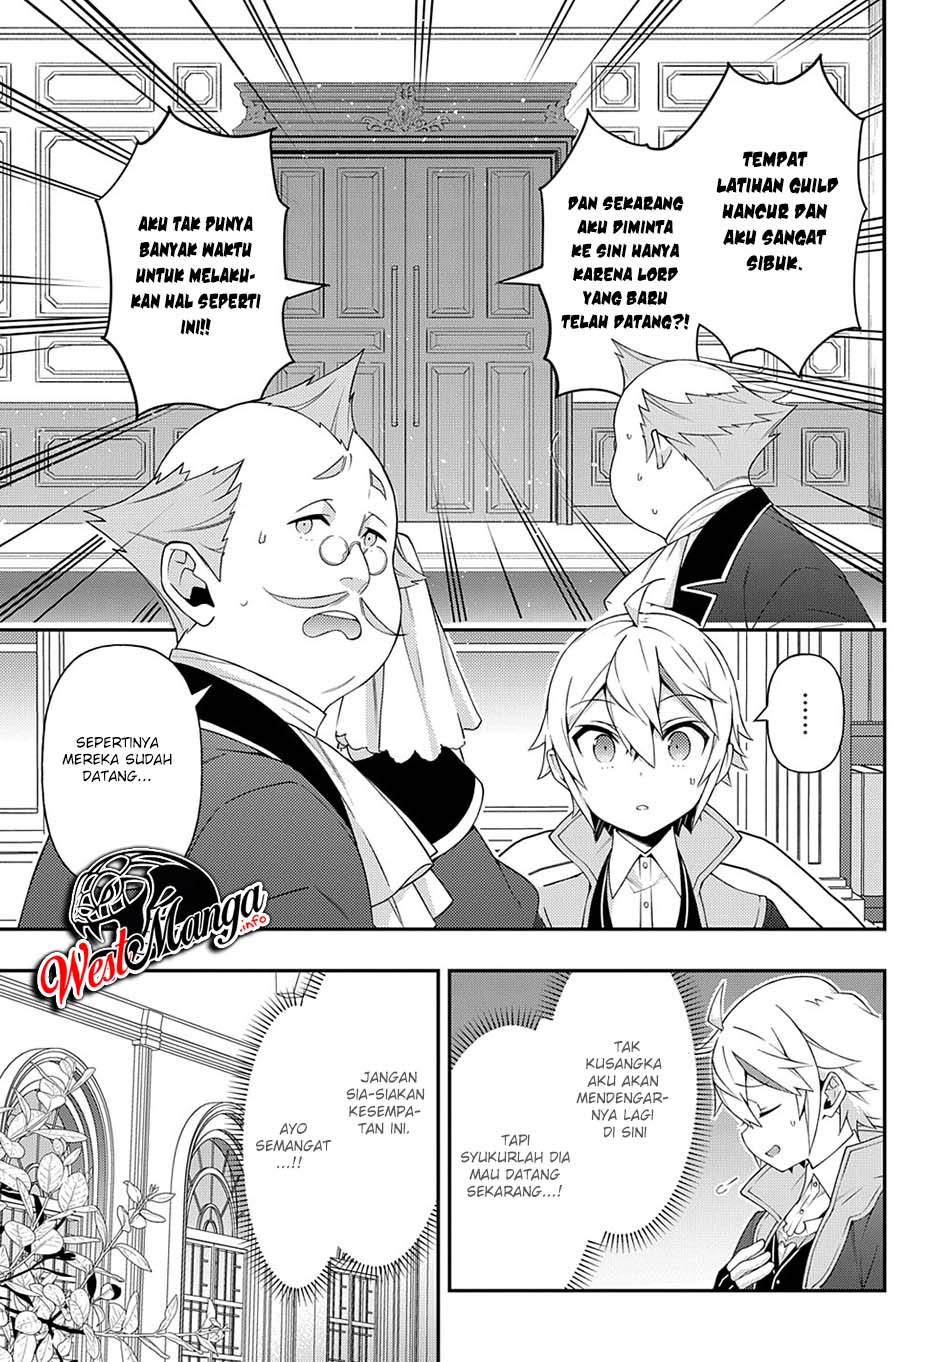 TEMPAT
LATIHAN GUILD
HANCUR DAN
AKU SANGAT
SIBUK.
DAN SEKARANG
AKU DIMINTA
KE SINI HANYA
KARENA LORD
YANG BARU
TELAH DATANG?!
AKU TAK PUNYA
BANYAK WAKTU
UNTUK MELAKU-
KAN HAL SEPERTI
INI!!
........
SEPERTINYA
MEREKA SUDAH
DATANG...
WestManga
.info
TAK
KUSANGKA
AKU AKAN
MENDENGAR-
NYA LAGI
DI SINI
TAPI
SYUKURLAH DIA
MAU DATANG
SEKARANG...!
JANGAN
SIA-SIAKAN
KESEMPA-
TAN INI.
AYO
SEMANGAT
...!!